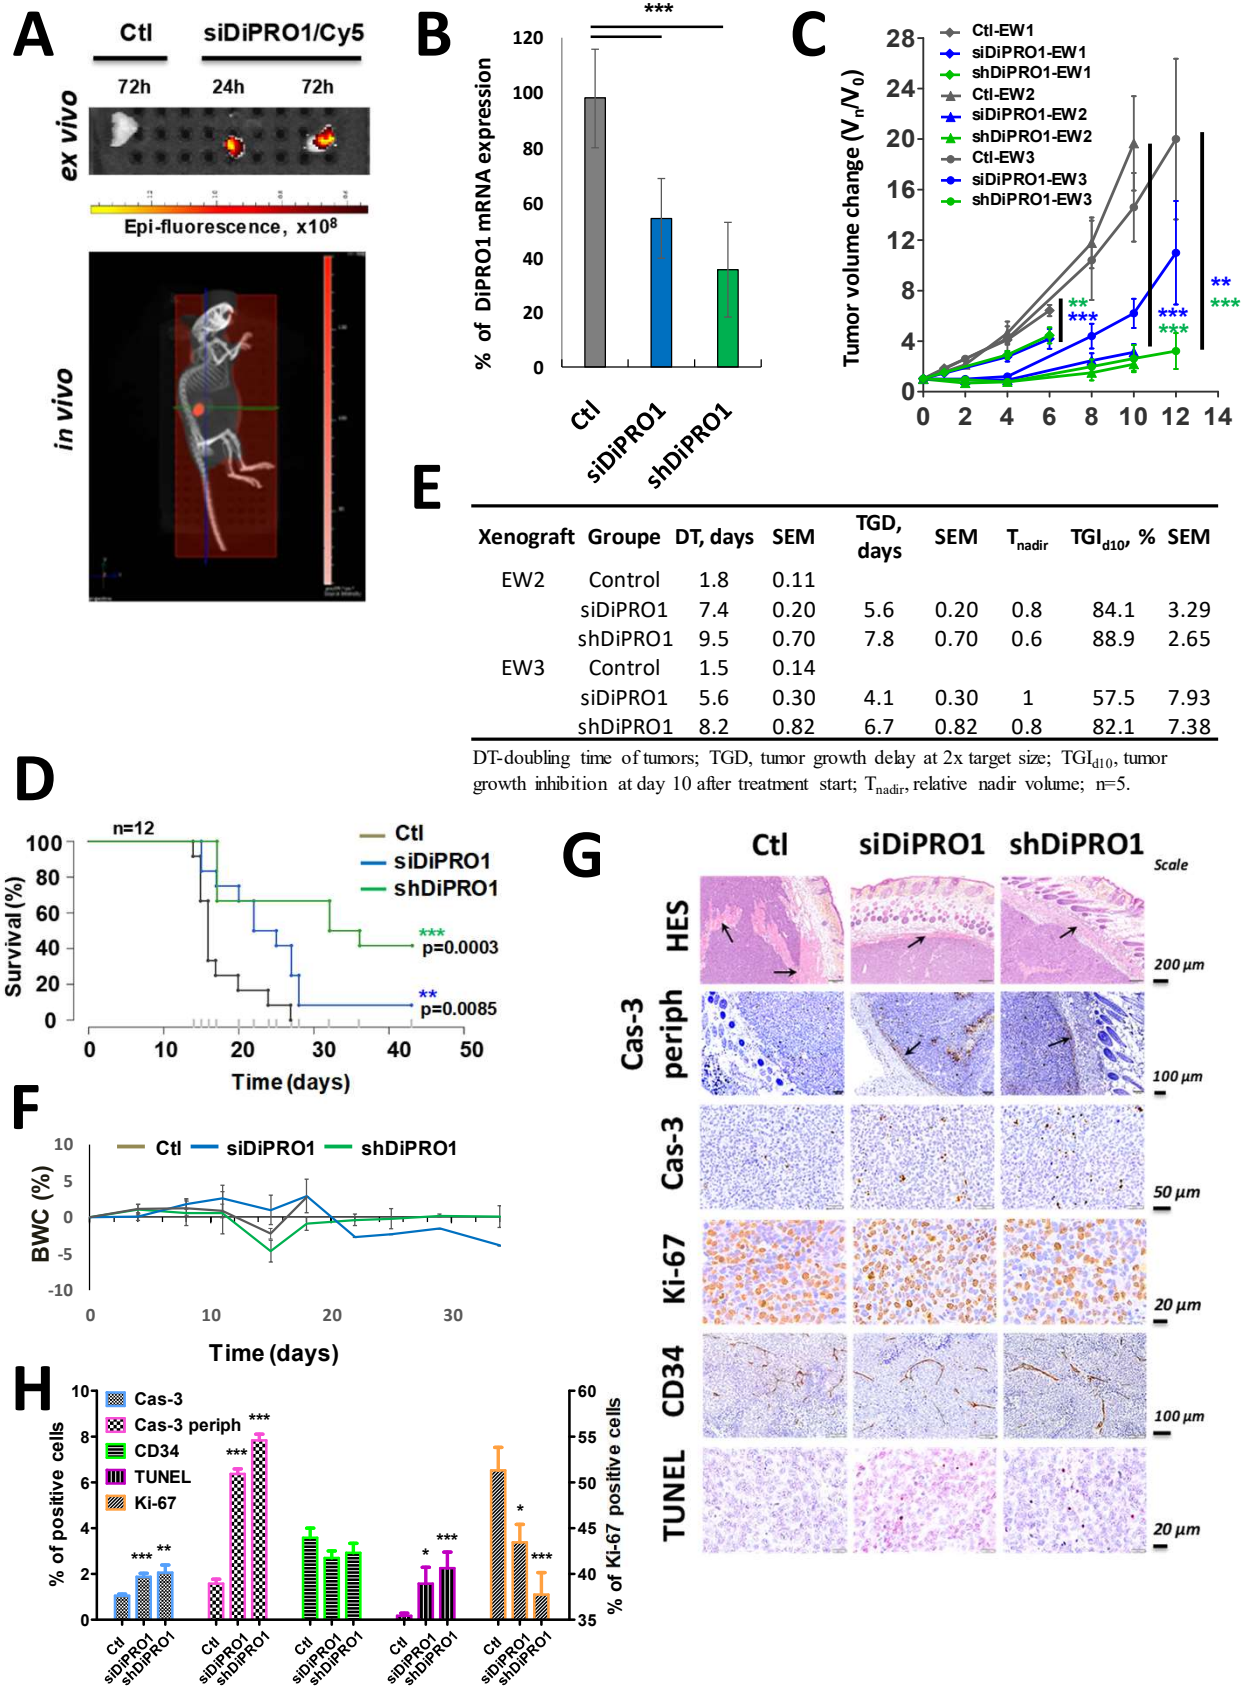 A
Ctl siDiPRO1/Cy5
72h 24h 72h
ex vivo
Epi-fluorescence, x10⁸
in vivo
B
***
% of DiPRO1 mRNA expression
120
100
80
60
40
20
0
Ctl
siDiPRO1
shDiPRO1
C
Tumor volume change (Vn/V0)
28
24
20
16
12
8
4
0
0 2 4 6 8 10 12 14
Ctl-EW1
siDiPRO1-EW1
shDiPRO1-EW1
Ctl-EW2
siDiPRO1-EW2
shDiPRO1-EW2
Ctl-EW3
siDiPRO1-EW3
shDiPRO1-EW3
**
***
***
***
**
***
E
Xenograft Groupe DT, days SEM TGD, days SEM Tnadir TGId10, % SEM
EW2 Control 1.8 0.11
siDiPRO1 7.4 0.20 5.6 0.20 0.8 84.1 3.29
shDiPRO1 9.5 0.70 7.8 0.70 0.6 88.9 2.65
EW3 Control 1.5 0.14
siDiPRO1 5.6 0.30 4.1 0.30 1 57.5 7.93
shDiPRO1 8.2 0.82 6.7 0.82 0.8 82.1 7.38
DT-doubling time of tumors; TGD, tumor growth delay at 2x target size; TGId10, tumor
growth inhibition at day 10 after treatment start; Tnadir, relative nadir volume; n=5.
D
n=12
Ctl
siDiPRO1
shDiPRO1
Survival (%)
100
80
60
40
20
0
***
p=0.0003
**
p=0.0085
0 10 20 30 40 50
Time (days)
F
Ctl siDiPRO1 shDiPRO1
BWC (%)
10
5
0
-5
-10
0 10 20 30
Time (days)
G
Ctl siDiPRO1 shDiPRO1
Scale
HES
200 µm
Cas-3
periph
100 µm
Cas-3
50 µm
Ki-67
20 µm
CD34
100 µm
TUNEL
20 µm
H
% of positive cells
10
8
6
4
2
0
Cas-3
Cas-3 periph
CD34
TUNEL
Ki-67
*** **
*** ***
* ***
* ***
60
55
50
45
40
35
% of Ki-67 positive cells
Ctl siDiPRO1 shDiPRO1
Ctl siDiPRO1 shDiPRO1
Ctl siDiPRO1 shDiPRO1
Ctl siDiPRO1 shDiPRO1
Ctl siDiPRO1 shDiPRO1